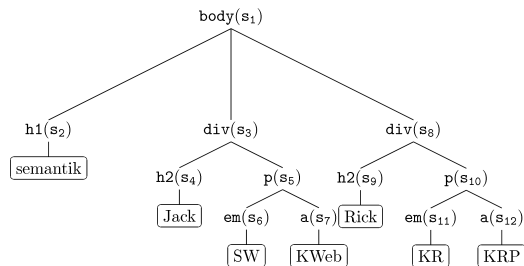 body(s₁)
h1(s₂) div(s₃) div(s₈)
semantik
h2(s₄) p(s₅) h2(s₉) p(s₁₀)
Jack em(s₆) a(s₇) Rick em(s₁₁) a(s₁₂)
SW KWeb KR KRP